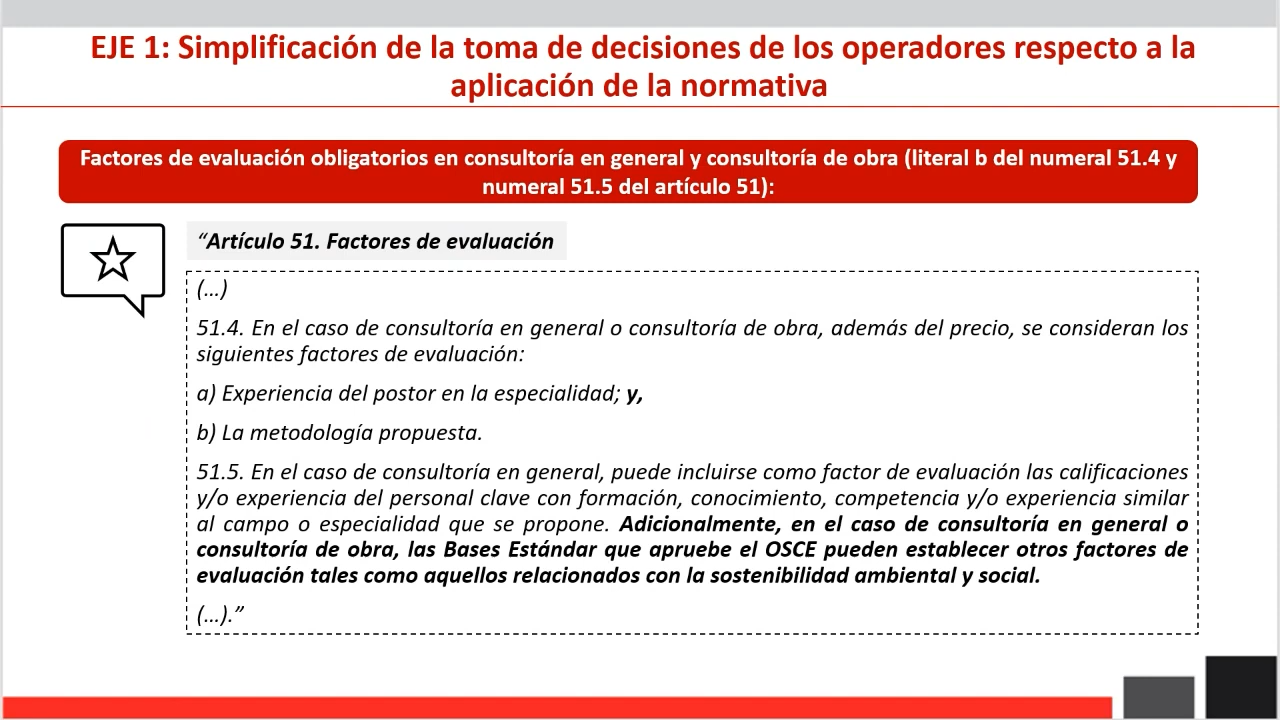 EJE 1: Simplificación de la toma de decisiones de los operadores respecto a la
aplicación de la normativa
Factores de evaluación obligatorios en consultoría en general y consultoría de obra (literal b del numeral 51.4 y
numeral 51.5 del artículo 51):
“Artículo 51. Factores de evaluación
(...)
51.4. En el caso de consultoría en general o consultoría de obra, además del precio, se consideran los
siguientes factores de evaluación:
a) Experiencia del postor en la especialidad; y,
b) La metodología propuesta.
51.5. En el caso de consultoría en general, puede incluirse como factor de evaluación las calificaciones
y/o experiencia del personal clave con formación, conocimiento, competencia y/o experiencia similar
al campo o especialidad que se propone. Adicionalmente, en el caso de consultoría en general o
consultoría de obra, las Bases Estándar que apruebe el OSCE pueden establecer otros factores de
evaluación tales como aquellos relacionados con la sostenibilidad ambiental y social.
(...).”